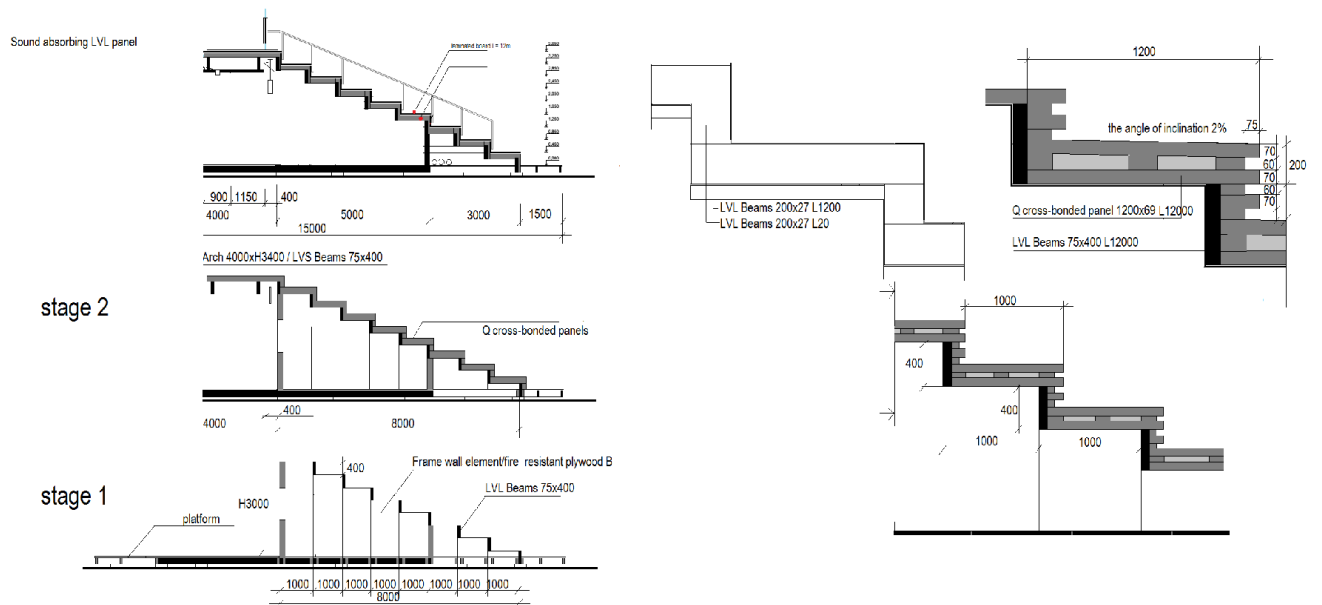 Sound absorbing LVL panel
laminated board l = 12m
900
1150
400
4000
5000
3000
1500
15000
Arch 4000xH3400 / LVS Beams 75x400
stage 2
Q cross-bonded panels
400
4000
8000
stage 1
400
Frame wall element/fire resistant plywood B
LVL Beams 75x400
H3000
platform
1000 1000 1000 1000 1000 1000 1000 1000
8000
LVL Beams 200x27 L1200
LVL Beams 200x27 L20
1200
the angle of inclination 2%
75
70
60
70
200
60
70
Q cross-bonded panel 1200x69 L12000
LVL Beams 75x400 L12000
1000
400
400
1000
1000